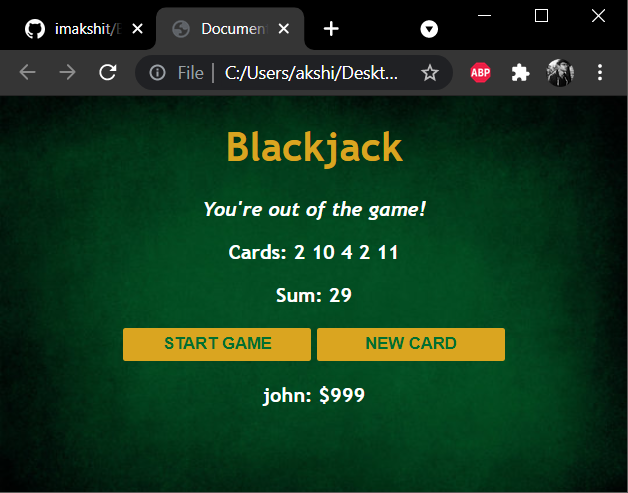 imakshit/
Document
File
C:/Users/akshi/Deskt...
ABP
Blackjack
You're out of the game!
Cards: 2 10 4 2 11
Sum: 29
START GAME
NEW CARD
john: $999